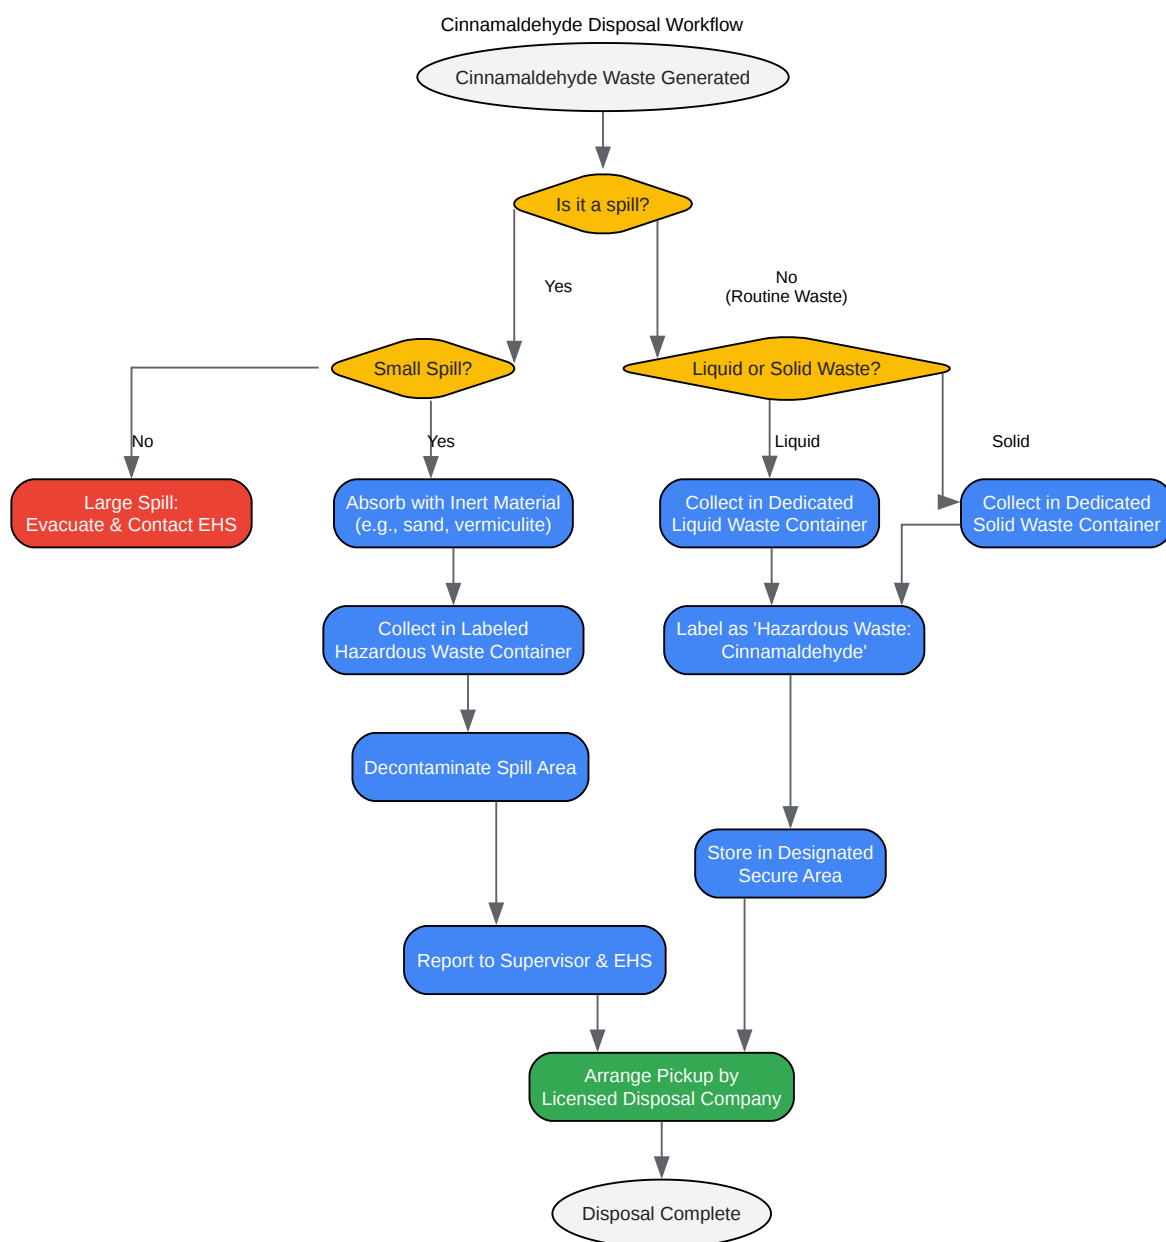 Cinnamaldehyde Disposal Workflow
Cinnamaldehyde Waste Generated
Is it a spill?
Yes
No
(Routine Waste)
Small Spill?
Liquid or Solid Waste?
No
Yes
Liquid
Solid
Large Spill:
Evacuate & Contact EHS
Absorb with Inert Material
(e.g., sand, vermiculite)
Collect in Dedicated
Liquid Waste Container
Collect in Dedicated
Solid Waste Container
Collect in Labeled
Hazardous Waste Container
Label as 'Hazardous Waste:
Cinnamaldehyde'
Decontaminate Spill Area
Store in Designated
Secure Area
Report to Supervisor & EHS
Arrange Pickup by
Licensed Disposal Company
Disposal Complete